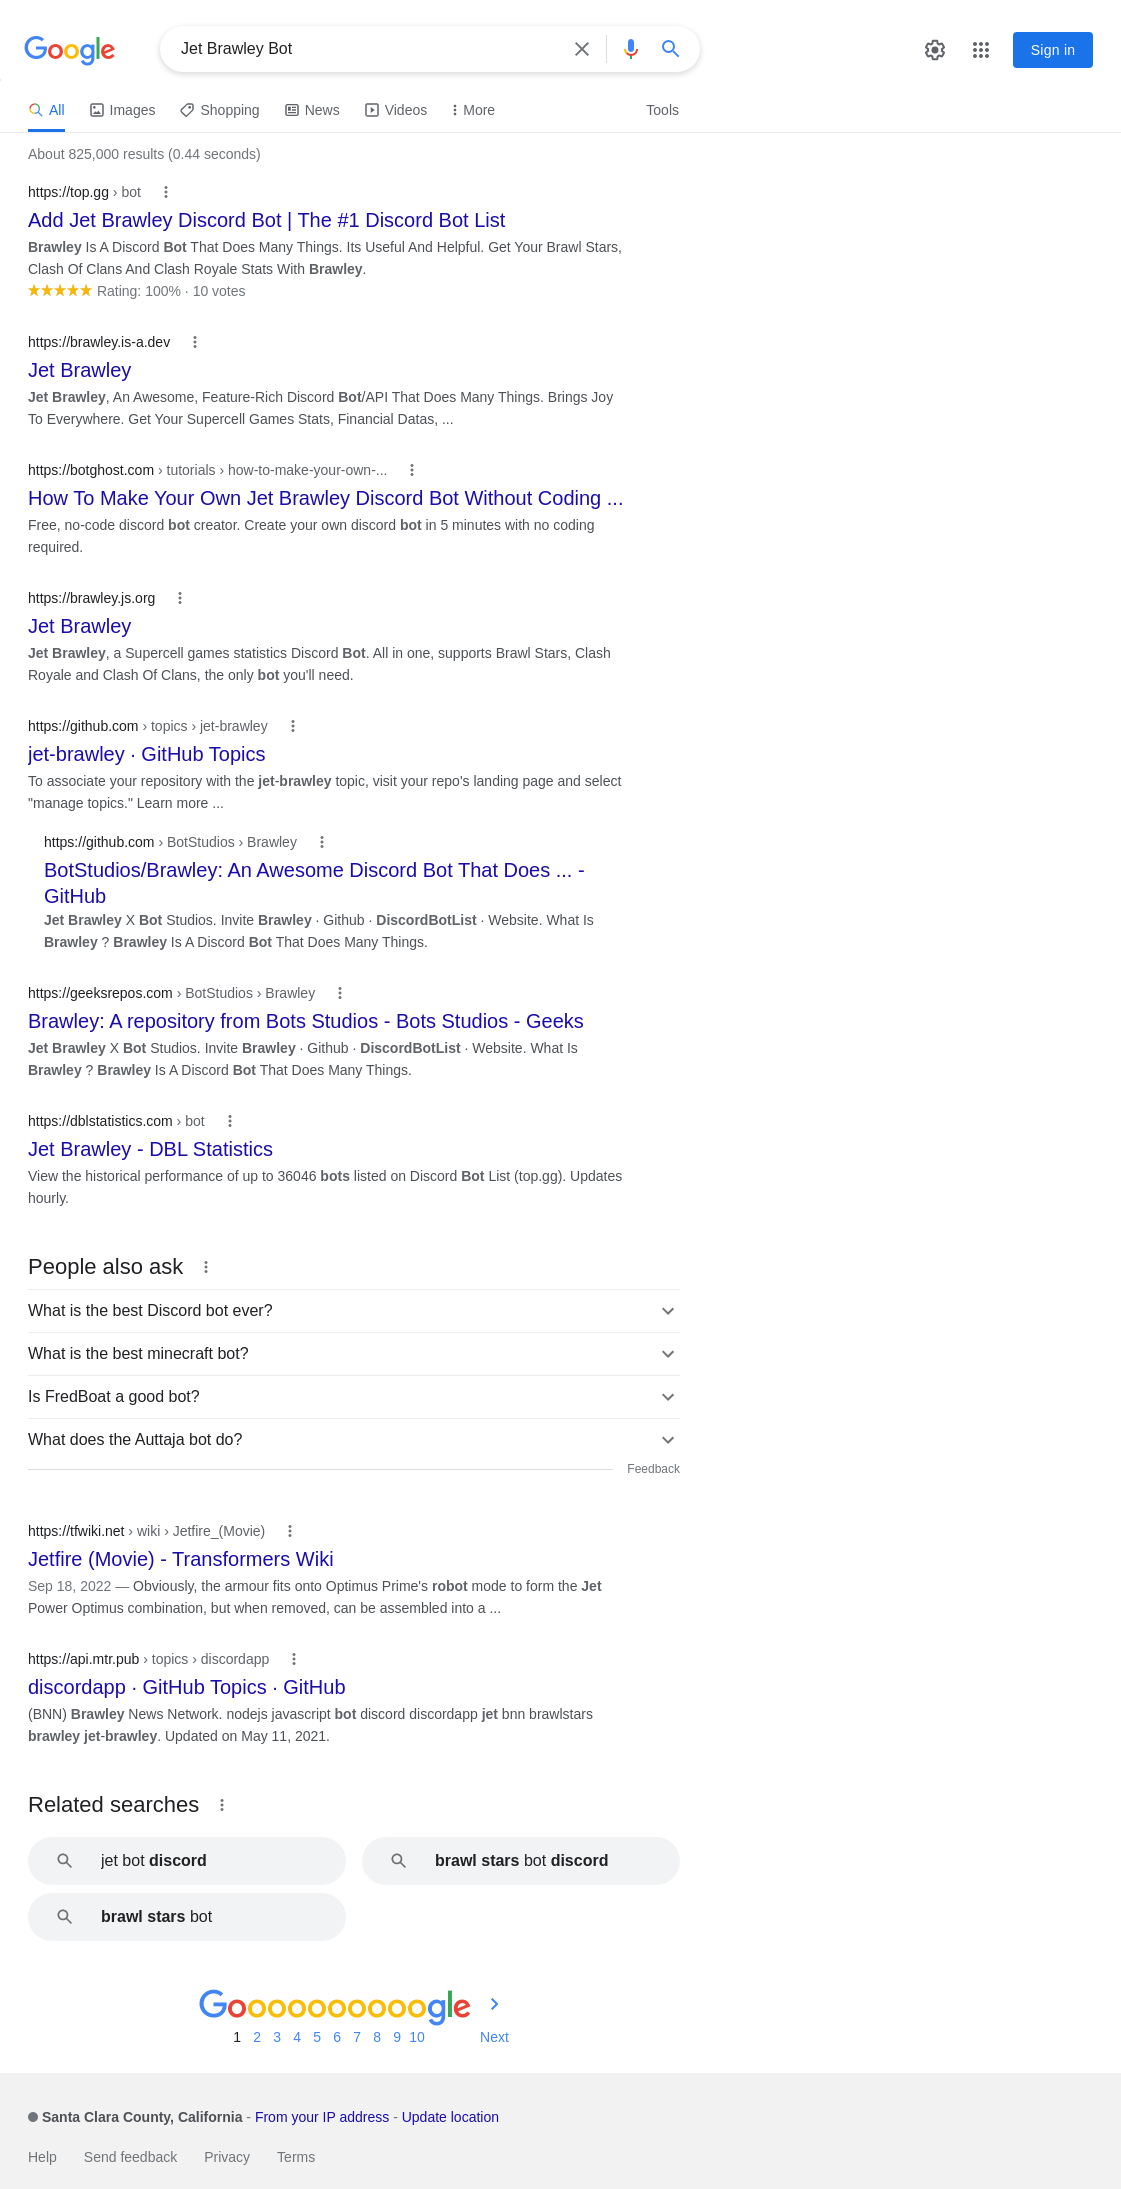 Google
Jet Brawley Bot
Sign in
All Images Shopping News Videos More Tools
About 825,000 results (0.44 seconds)
https://top.gg › bot
Add Jet Brawley Discord Bot | The #1 Discord Bot List
Brawley Is A Discord Bot That Does Many Things. Its Useful And Helpful. Get Your Brawl Stars,
Clash Of Clans And Clash Royale Stats With Brawley.
Rating: 100% · 10 votes
https://brawley.is-a.dev
Jet Brawley
Jet Brawley, An Awesome, Feature-Rich Discord Bot/API That Does Many Things. Brings Joy
To Everywhere. Get Your Supercell Games Stats, Financial Datas, ...
https://botghost.com › tutorials › how-to-make-your-own-...
How To Make Your Own Jet Brawley Discord Bot Without Coding ...
Free, no-code discord bot creator. Create your own discord bot in 5 minutes with no coding
required.
https://brawley.js.org
Jet Brawley
Jet Brawley, a Supercell games statistics Discord Bot. All in one, supports Brawl Stars, Clash
Royale and Clash Of Clans, the only bot you'll need.
https://github.com › topics › jet-brawley
jet-brawley · GitHub Topics
To associate your repository with the jet-brawley topic, visit your repo's landing page and select
"manage topics." Learn more ...
https://github.com › BotStudios › Brawley
BotStudios/Brawley: An Awesome Discord Bot That Does ... -
GitHub
Jet Brawley X Bot Studios. Invite Brawley · Github · DiscordBotList · Website. What Is
Brawley ? Brawley Is A Discord Bot That Does Many Things.
https://geeksrepos.com › BotStudios › Brawley
Brawley: A repository from Bots Studios - Bots Studios - Geeks
Jet Brawley X Bot Studios. Invite Brawley · Github · DiscordBotList · Website. What Is
Brawley ? Brawley Is A Discord Bot That Does Many Things.
https://dblstatistics.com › bot
Jet Brawley - DBL Statistics
View the historical performance of up to 36046 bots listed on Discord Bot List (top.gg). Updates
hourly.
People also ask
What is the best Discord bot ever?
What is the best minecraft bot?
Is FredBoat a good bot?
What does the Auttaja bot do?
Feedback
https://tfwiki.net › wiki › Jetfire_(Movie)
Jetfire (Movie) - Transformers Wiki
Sep 18, 2022 — Obviously, the armour fits onto Optimus Prime's robot mode to form the Jet
Power Optimus combination, but when removed, can be assembled into a ...
https://api.mtr.pub › topics › discordapp
discordapp · GitHub Topics · GitHub
(BNN) Brawley News Network. nodejs javascript bot discord discordapp jet bnn brawlstars
brawley jet-brawley. Updated on May 11, 2021.
Related searches
jet bot discord
brawl stars bot discord
brawl stars bot
Goooooooooogle
1 2 3 4 5 6 7 8 9 10 Next
Santa Clara County, California - From your IP address - Update location
Help Send feedback Privacy Terms